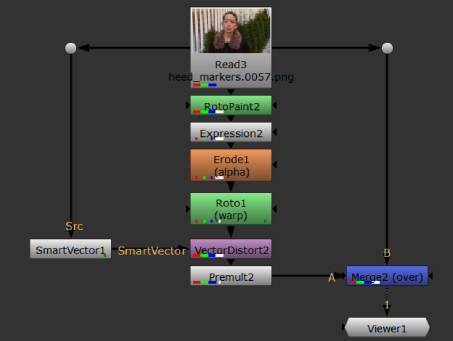 Read3
heed_markers.0057.png
RotoPaint2
Expression2
Erode1
(alpha)
Roto1
(warp)
Src
SmartVector1
SmartVector
VectorDistort2
Premult2
A
B
Merge2 (over)
1
Viewer1